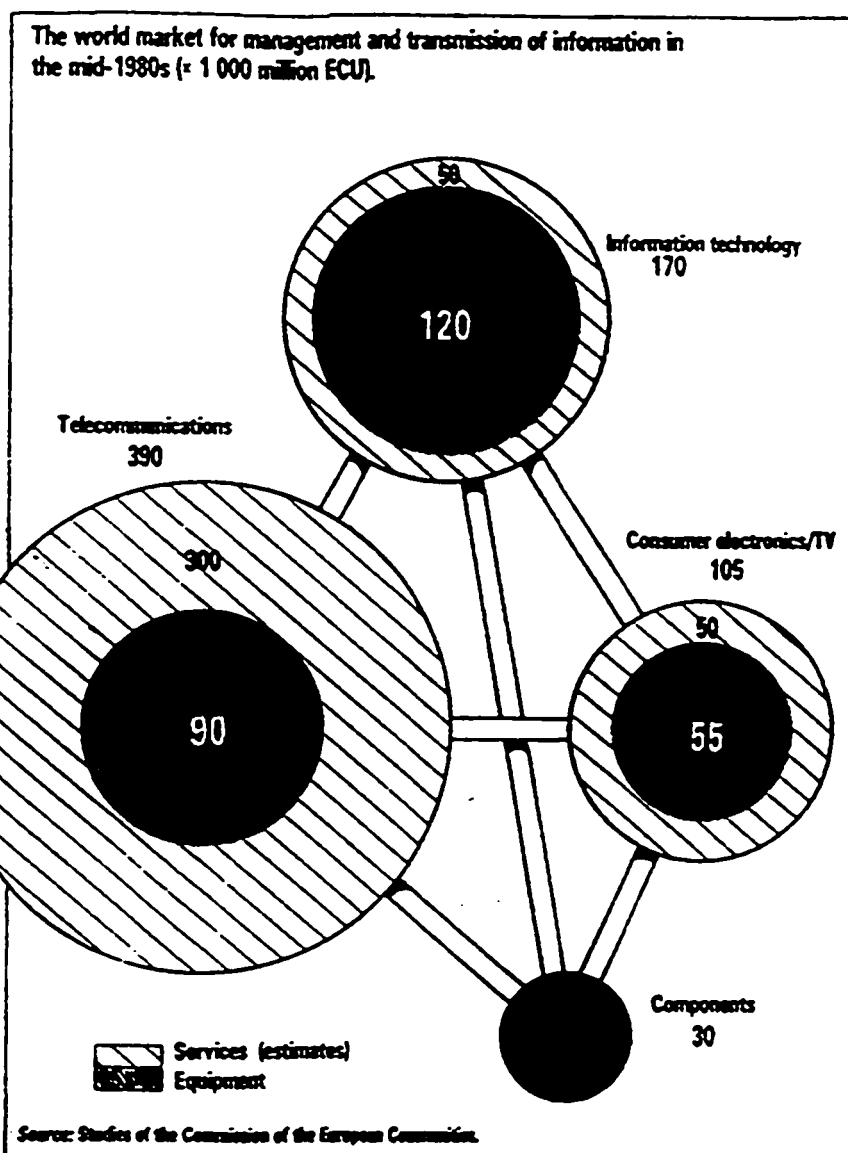 The world market for management and transmission of information in
the mid-1980s (× 1 000 million ECU).
50
Information technology
170
120
Telecommunications
390
300
Consumer electronics/TV
105
50
90
55
Components
30
Services (estimates)
Equipment
Source: Studies of the Commission of the European Communities.